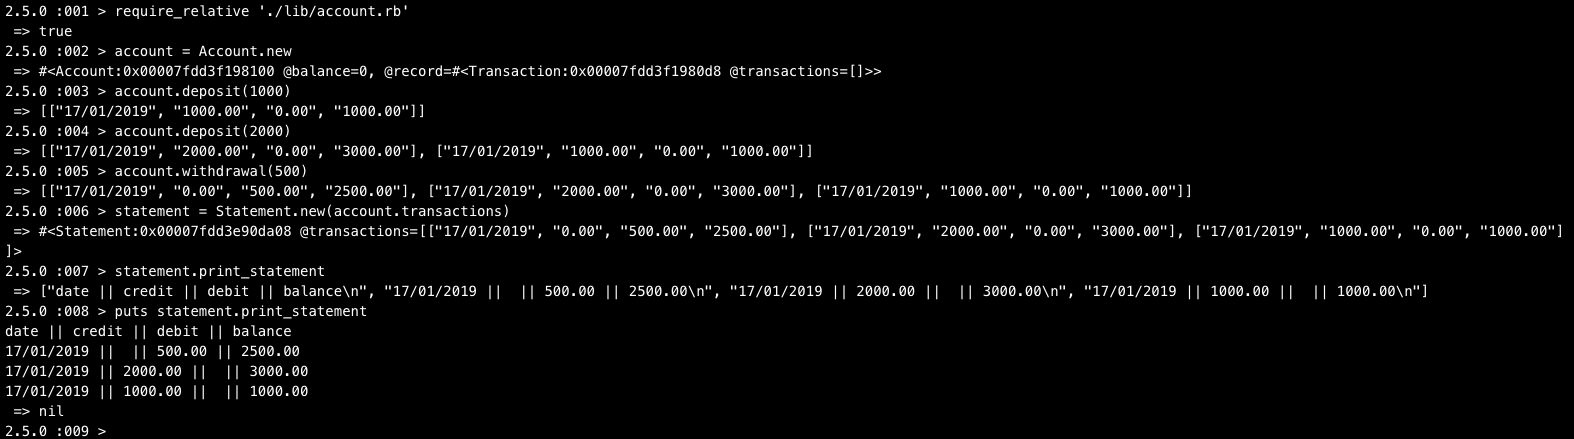 2.5.0 :001 > require_relative './lib/account.rb'
 => true
2.5.0 :002 > account = Account.new
 => #<Account:0x00007fdd3f198100 @balance=0, @record=#<Transaction:0x00007fdd3f1980d8 @transactions=[]>>
2.5.0 :003 > account.deposit(1000)
 => [["17/01/2019", "1000.00", "0.00", "1000.00"]]
2.5.0 :004 > account.deposit(2000)
 => [["17/01/2019", "2000.00", "0.00", "3000.00"], ["17/01/2019", "1000.00", "0.00", "1000.00"]]
2.5.0 :005 > account.withdrawal(500)
 => [["17/01/2019", "0.00", "500.00", "2500.00"], ["17/01/2019", "2000.00", "0.00", "3000.00"], ["17/01/2019", "1000.00", "0.00", "1000.00"]]
2.5.0 :006 > statement = Statement.new(account.transactions)
 => #<Statement:0x00007fdd3e90da08 @transactions=[["17/01/2019", "0.00", "500.00", "2500.00"], ["17/01/2019", "2000.00", "0.00", "3000.00"], ["17/01/2019", "1000.00", "0.00", "1000.00"]
]>
2.5.0 :007 > statement.print_statement
 => ["date || credit || debit || balance\n", "17/01/2019 ||  || 500.00 || 2500.00\n", "17/01/2019 || 2000.00 ||  || 3000.00\n", "17/01/2019 || 1000.00 ||  || 1000.00\n"]
2.5.0 :008 > puts statement.print_statement
date || credit || debit || balance
17/01/2019 ||  || 500.00 || 2500.00
17/01/2019 || 2000.00 ||  || 3000.00
17/01/2019 || 1000.00 ||  || 1000.00
 => nil
2.5.0 :009 >